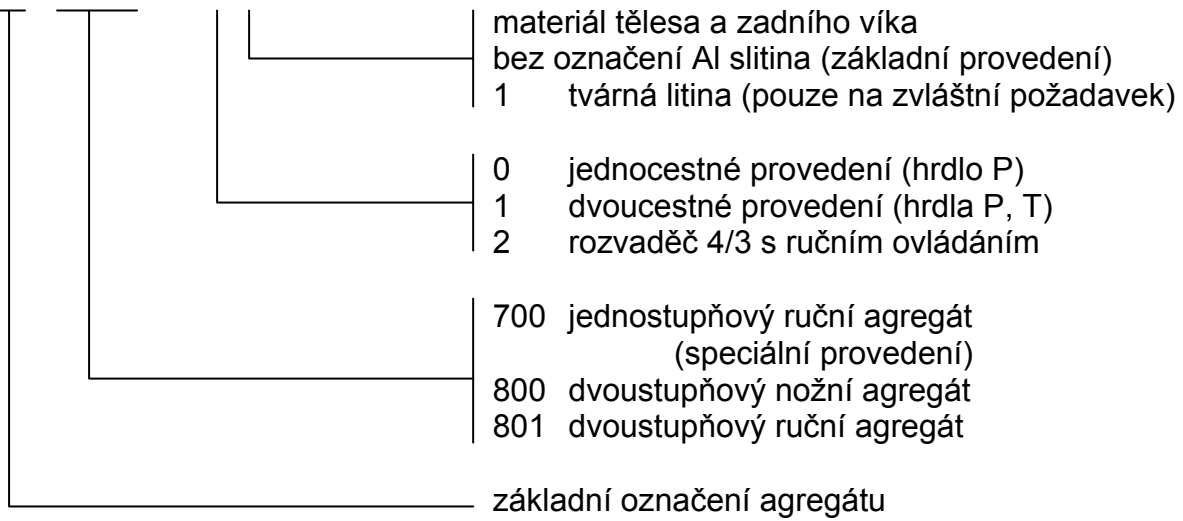 materiál tělesa a zadního víka
bez označení Al slitina (základní provedení)
1 tvárná litina (pouze na zvláštní požadavek)
0 jednocestné provedení (hrdlo P)
1 dvoucestné provedení (hrdla P, T)
2 rozvaděč 4/3 s ručním ovládáním
700 jednostupňový ruční agregát
(speciální provedení)
800 dvoustupňový nožní agregát
801 dvoustupňový ruční agregát
základní označení agregátu